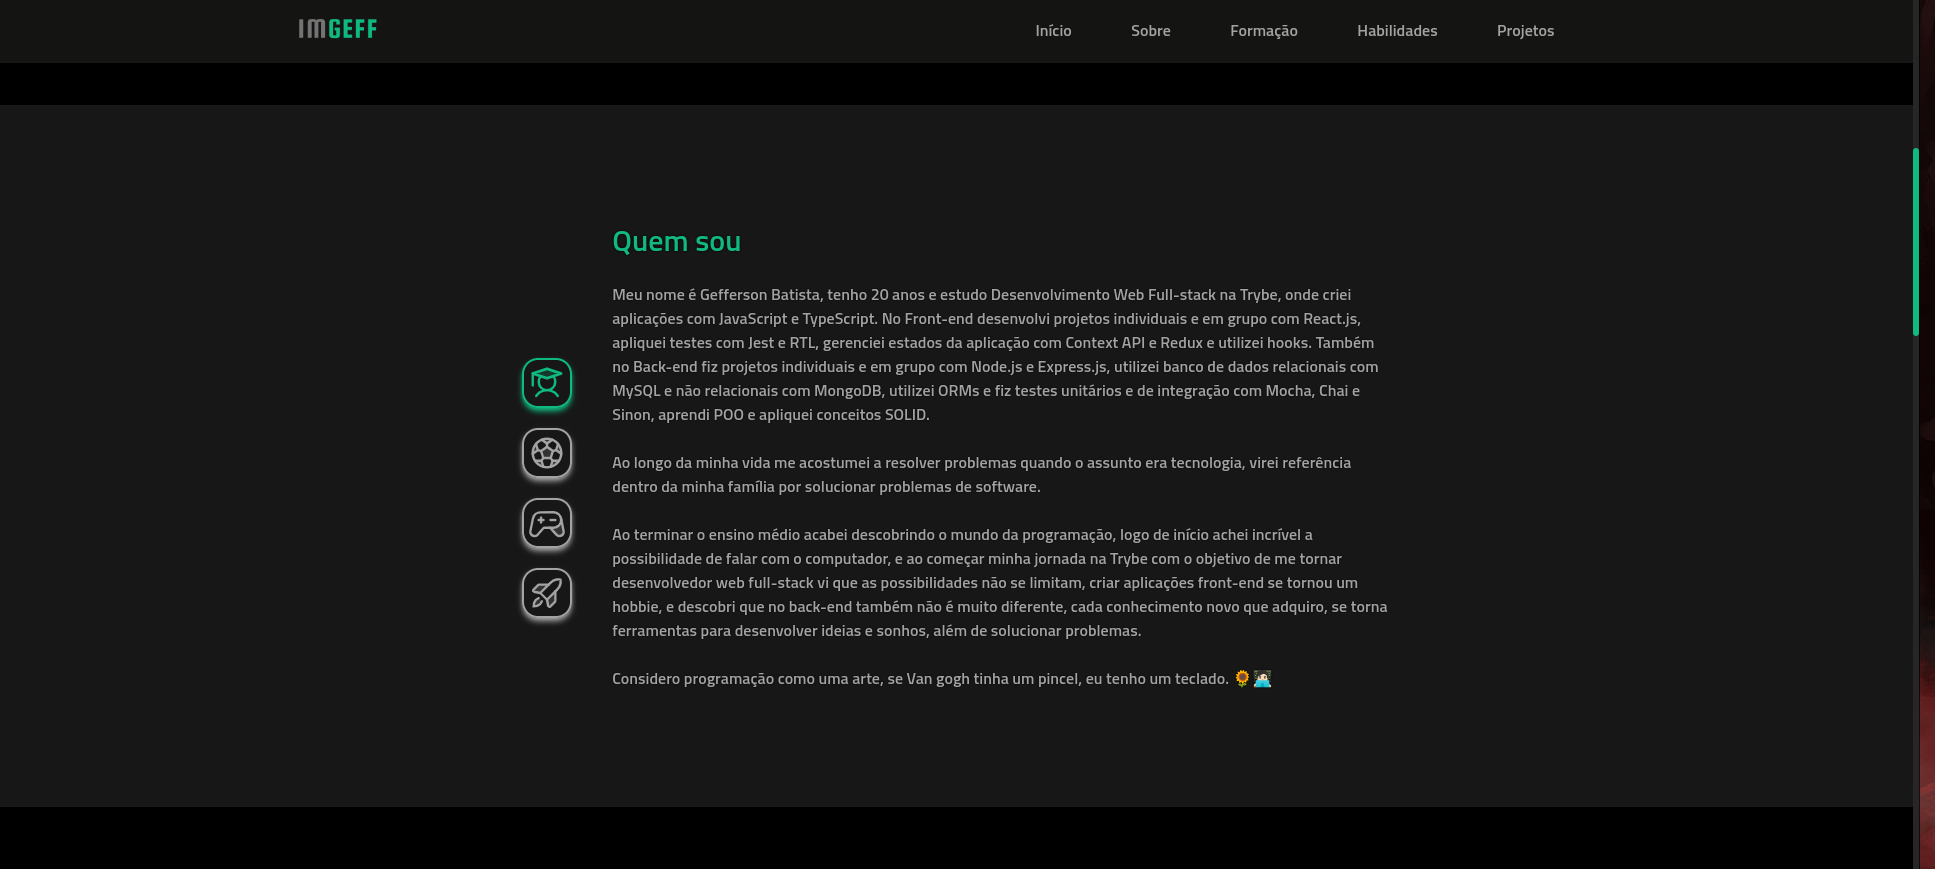 IMGEFF
Início Sobre Formação Habilidades Projetos
Quem sou
Meu nome é Gefferson Batista, tenho 20 anos e estudo Desenvolvimento Web Full-stack na Trybe, onde criei
aplicações com JavaScript e TypeScript. No Front-end desenvolvi projetos individuais e em grupo com React.js,
apliquei testes com Jest e RTL, gerenciei estados da aplicação com Context API e Redux e utilizei hooks. Também
no Back-end fiz projetos individuais e em grupo com Node.js e Express.js, utilizei banco de dados relacionais com
MySQL e não relacionais com MongoDB, utilizei ORMs e fiz testes unitários e de integração com Mocha, Chai e
Sinon, aprendi POO e apliquei conceitos SOLID.
Ao longo da minha vida me acostumei a resolver problemas quando o assunto era tecnologia, virei referência
dentro da minha família por solucionar problemas de software.
Ao terminar o ensino médio acabei descobrindo o mundo da programação, logo de início achei incrível a
possibilidade de falar com o computador, e ao começar minha jornada na Trybe com o objetivo de me tornar
desenvolvedor web full-stack vi que as possibilidades não se limitam, criar aplicações front-end se tornou um
hobbie, e descobri que no back-end também não é muito diferente, cada conhecimento novo que adquiro, se torna
ferramentas para desenvolver ideias e sonhos, além de solucionar problemas.
Considero programação como uma arte, se Van gogh tinha um pincel, eu tenho um teclado. 🌻👨🏻‍💻